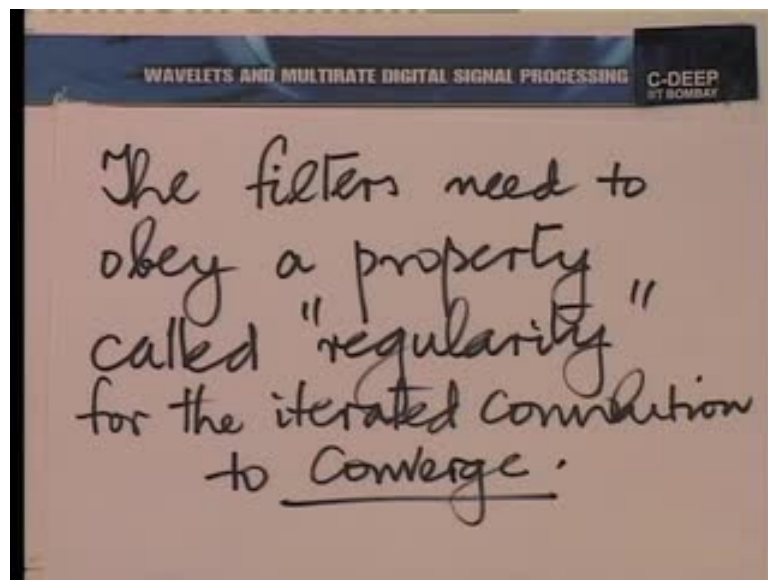 WAVELETS AND MULTIRATE DIGITAL SIGNAL PROCESSING
C-DEEP
IIT BOMBAY
The filters need to
obey a property
called "regularity"
for the iterated convolution
to Converge.